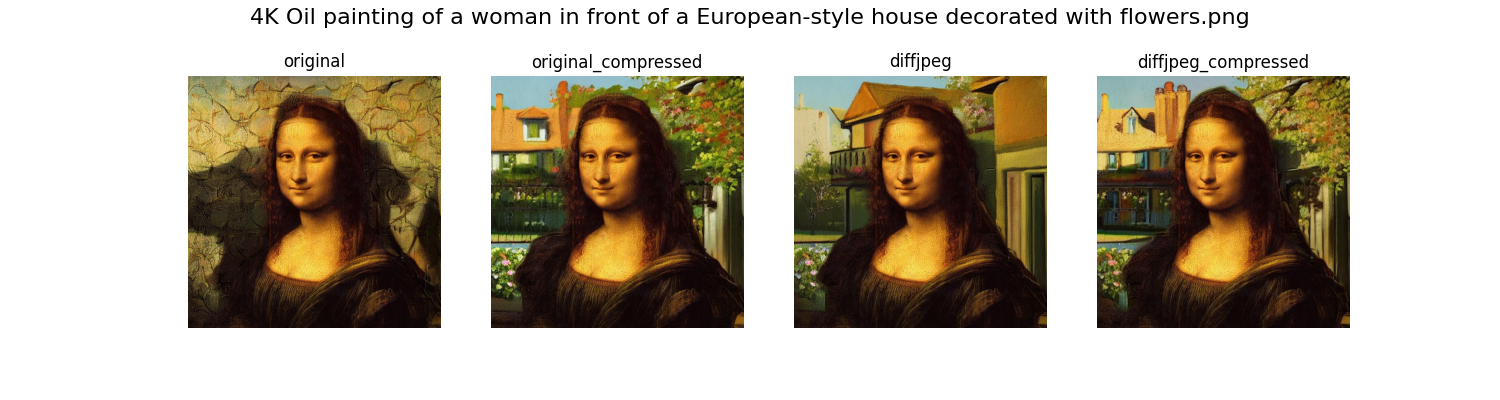 4K Oil painting of a woman in front of a European-style house decorated with flowers.png
original
original_compressed
diffjpeg
diffjpeg_compressed